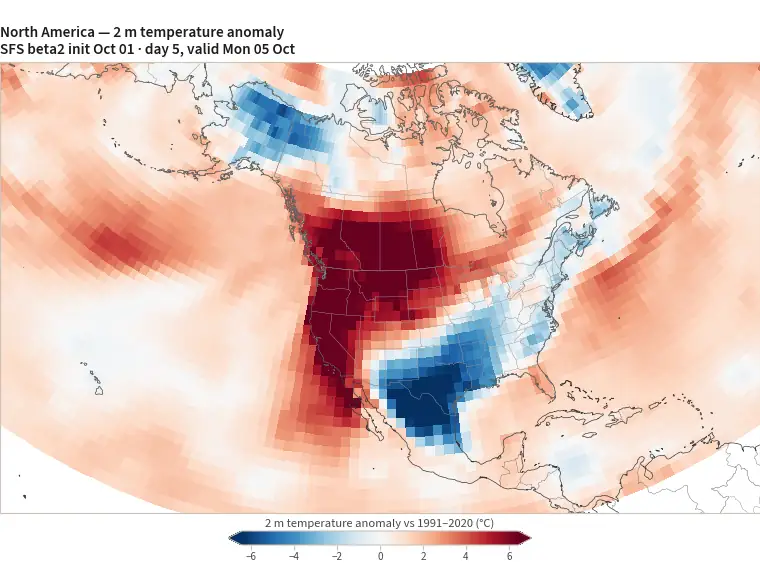 North America — 2 m temperature anomaly
SFS beta2 init Oct 01 · day 5, valid Mon 05 Oct
2 m temperature anomaly vs 1991–2020 (°C)
−6 −4 −2 0 2 4 6